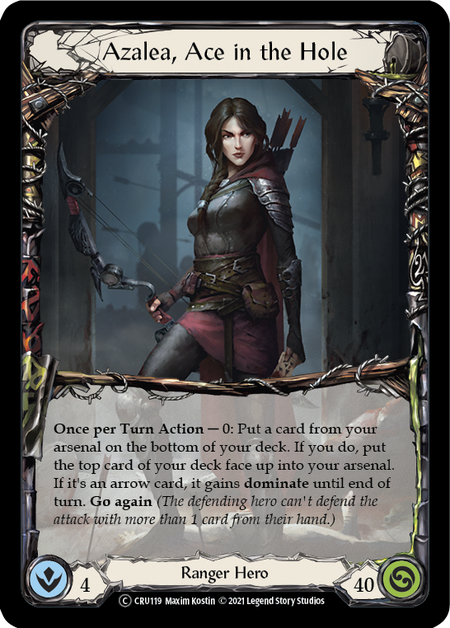 Azalea, Ace in the Hole
Once per Turn Action — 0: Put a card from your
arsenal on the bottom of your deck. If you do, put
the top card of your deck face up into your arsenal.
If it's an arrow card, it gains dominate until end of
turn. Go again (The defending hero can't defend the
attack with more than 1 card from their hand.)
4
Ranger Hero
40
C CRU119 Maxim Kostin © 2021 Legend Story Studios